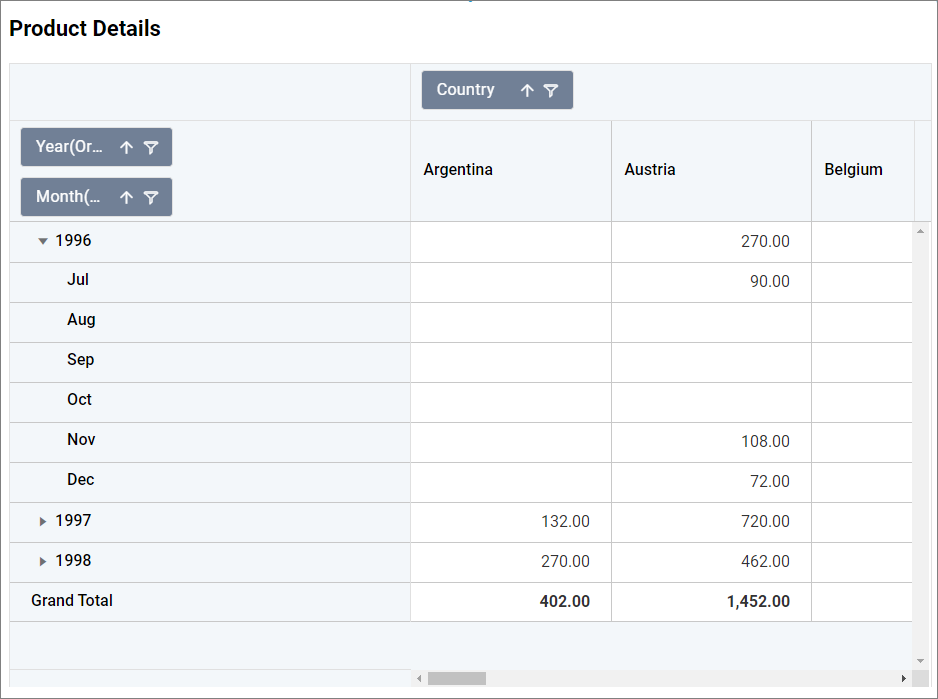 Product Details
Country
Year(Or...
Month(...
Argentina Austria Belgium
1996 270.00
Jul 90.00
Aug
Sep
Oct
Nov 108.00
Dec 72.00
1997 132.00 720.00
1998 270.00 462.00
Grand Total 402.00 1,452.00